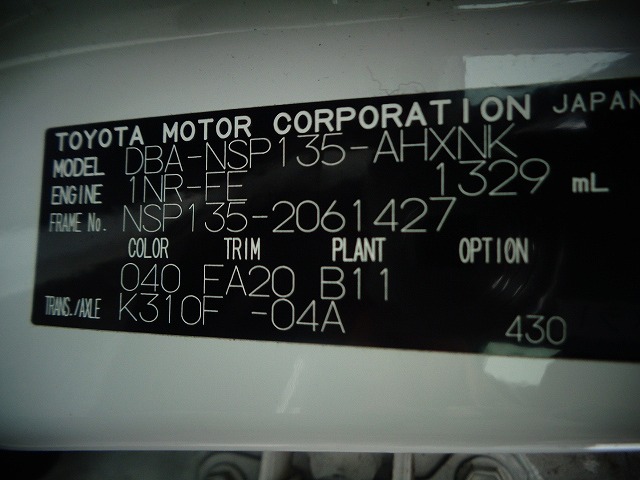 TOYOTA MOTOR CORPORATION JAPAN
MODEL DBA-NSP135-AHXNK
ENGINE 1NR-FE 1329 mL
FRAME No. NSP135-2061427
COLOR TRIM PLANT OPTION
040 FA20 B11
TRANS./AXLE K310F -04A
430